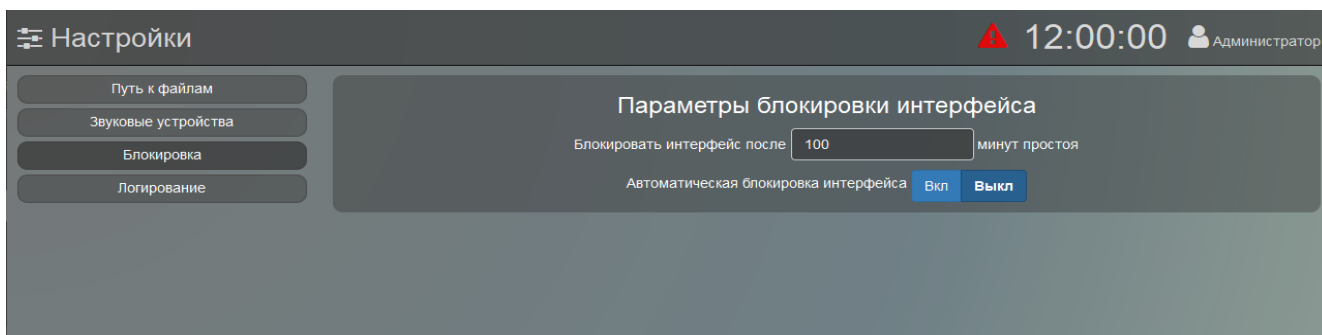 Настройки
12:00:00 Администратор
Путь к файлам
Звуковые устройства
Блокировка
Логирование
Параметры блокировки интерфейса
Блокировать интерфейс после 100 минут простоя
Автоматическая блокировка интерфейса Вкл Выкл